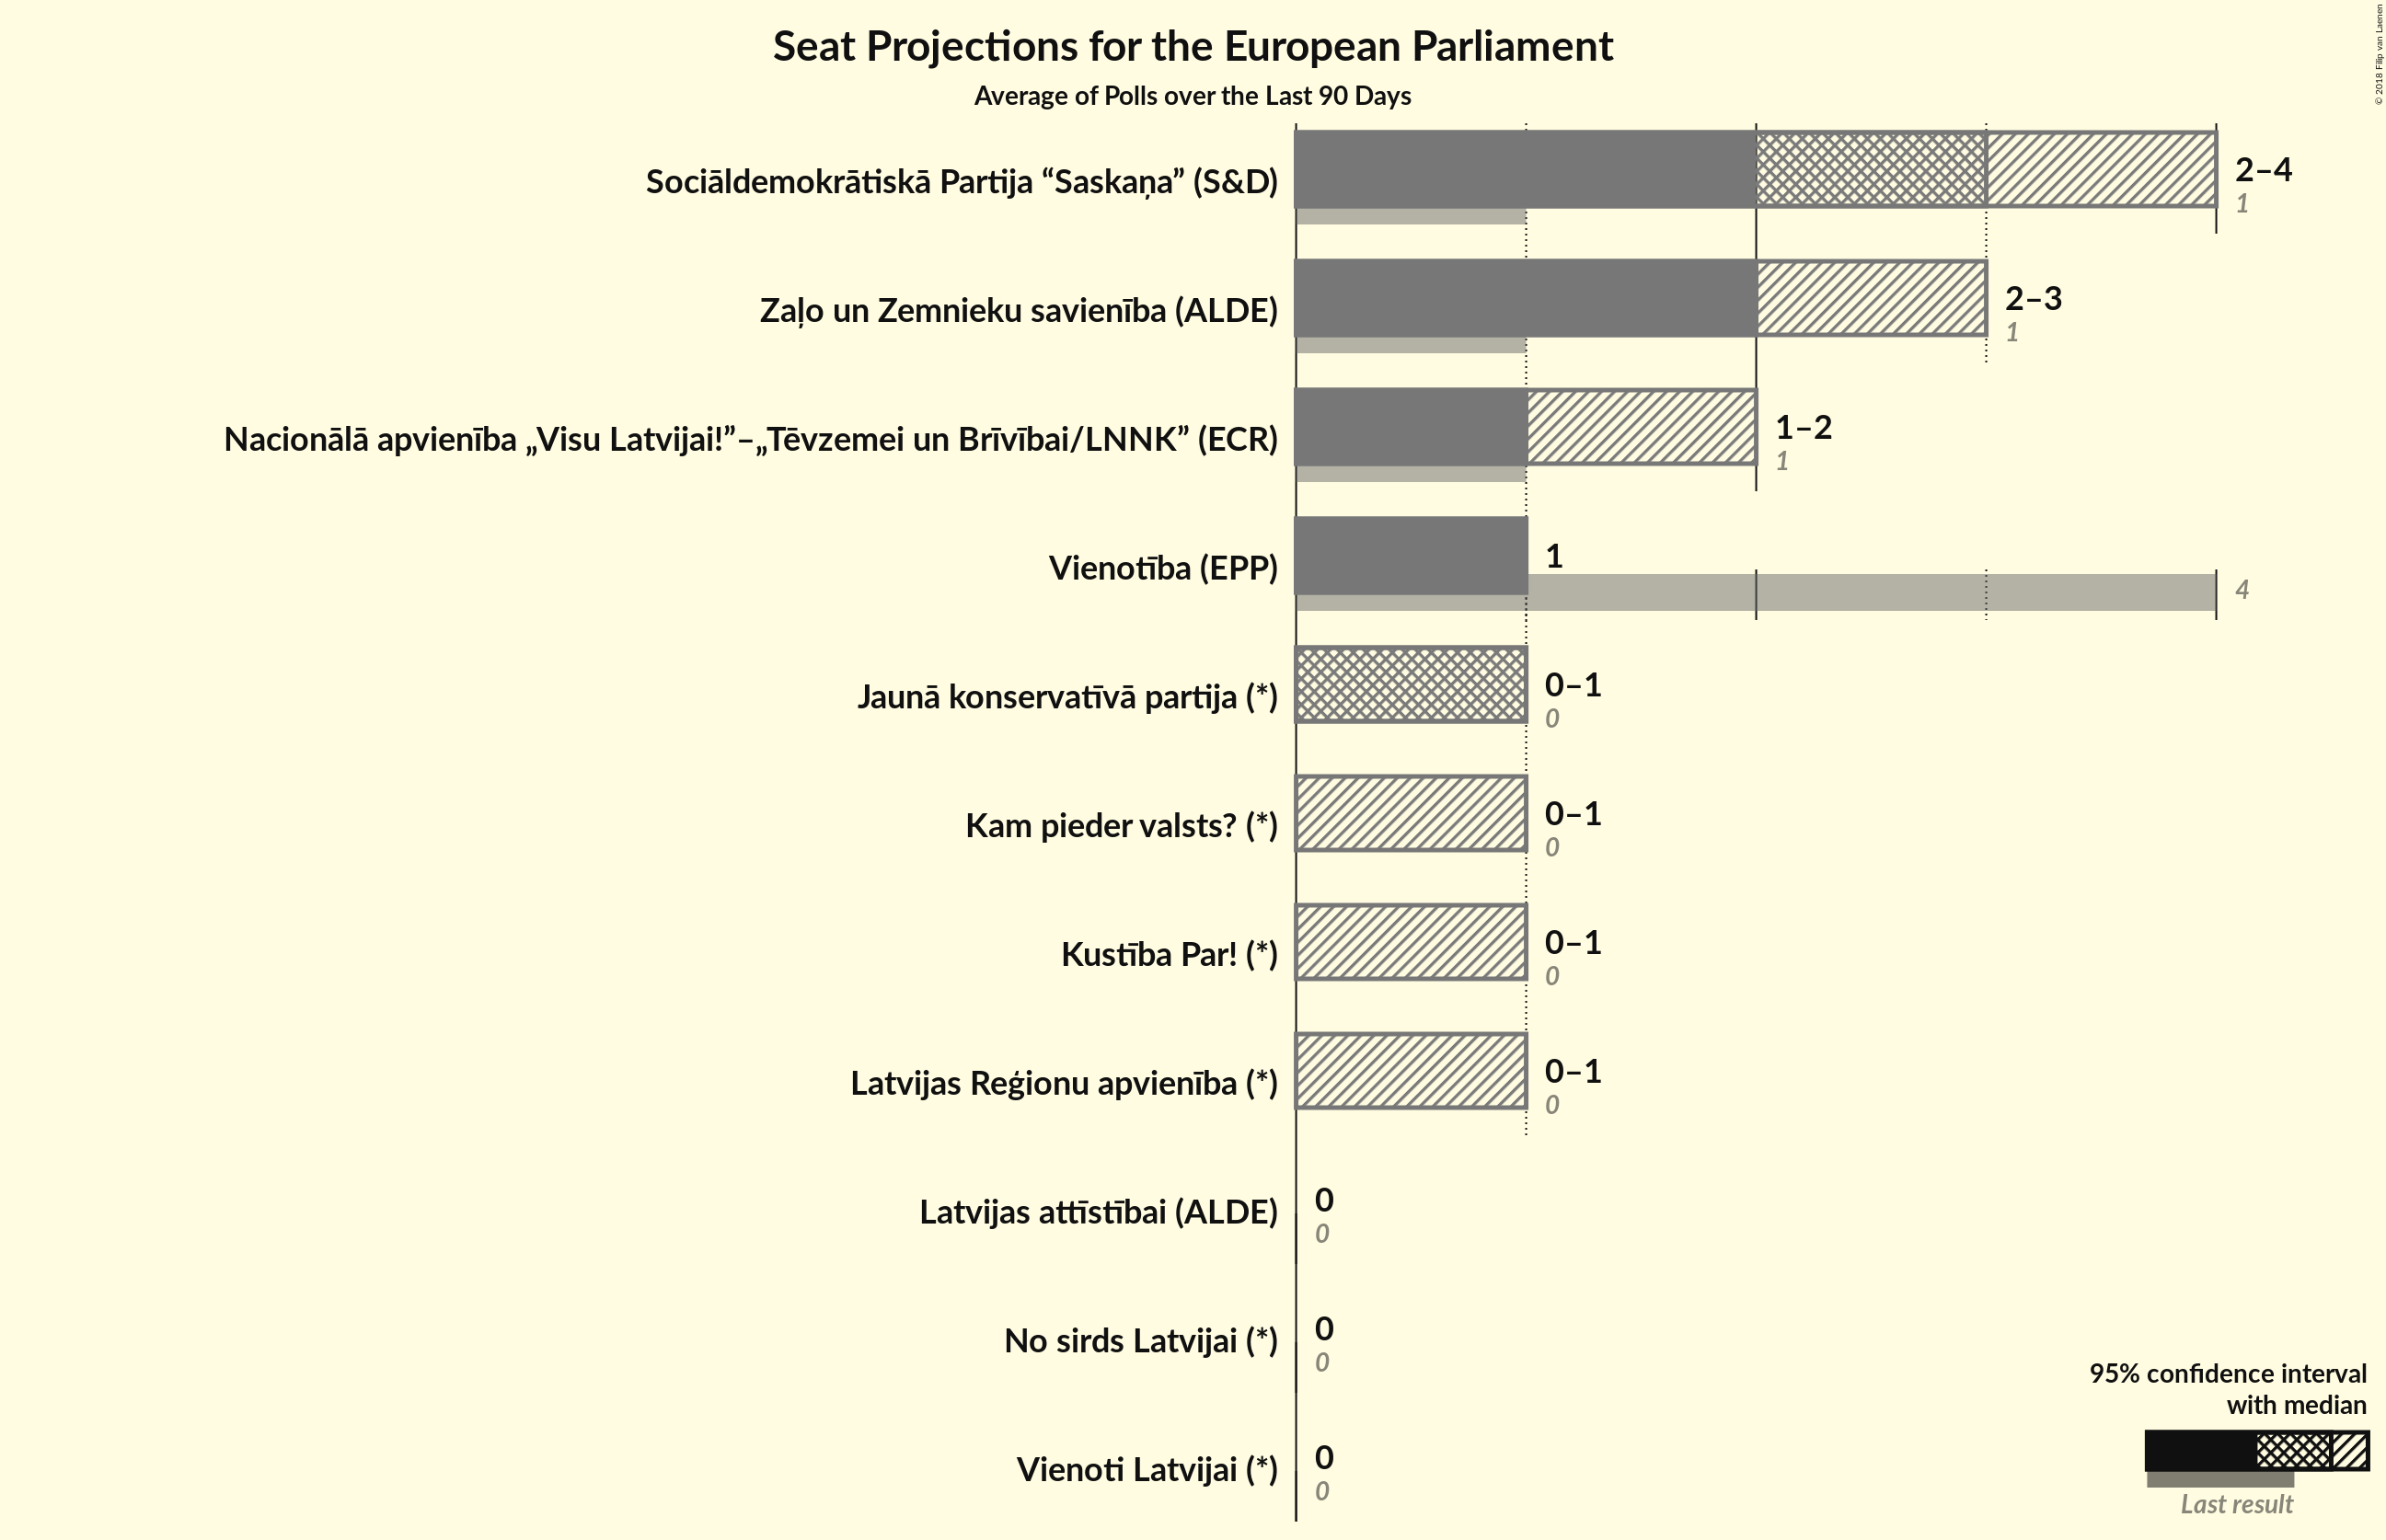 Seat Projections for the European Parliament
Average of Polls over the Last 90 Days
© 2018 Filip van Laenen
Sociāldemokrātiskā Partija “Saskaņa” (S&D)
2–4
1
Zaļo un Zemnieku savienība (ALDE)
2–3
1
Nacionālā apvienība „Visu Latvijai!”–„Tēvzemei un Brīvībai/LNNK” (ECR)
1–2
1
Vienotība (EPP)
1
4
Jaunā konservatīvā partija (*)
0–1
0
Kam pieder valsts? (*)
0–1
0
Kustība Par! (*)
0–1
0
Latvijas Reģionu apvienība (*)
0–1
0
Latvijas attīstībai (ALDE)
0
0
No sirds Latvijai (*)
0
0
Vienoti Latvijai (*)
0
0
95% confidence interval
with median
Last result